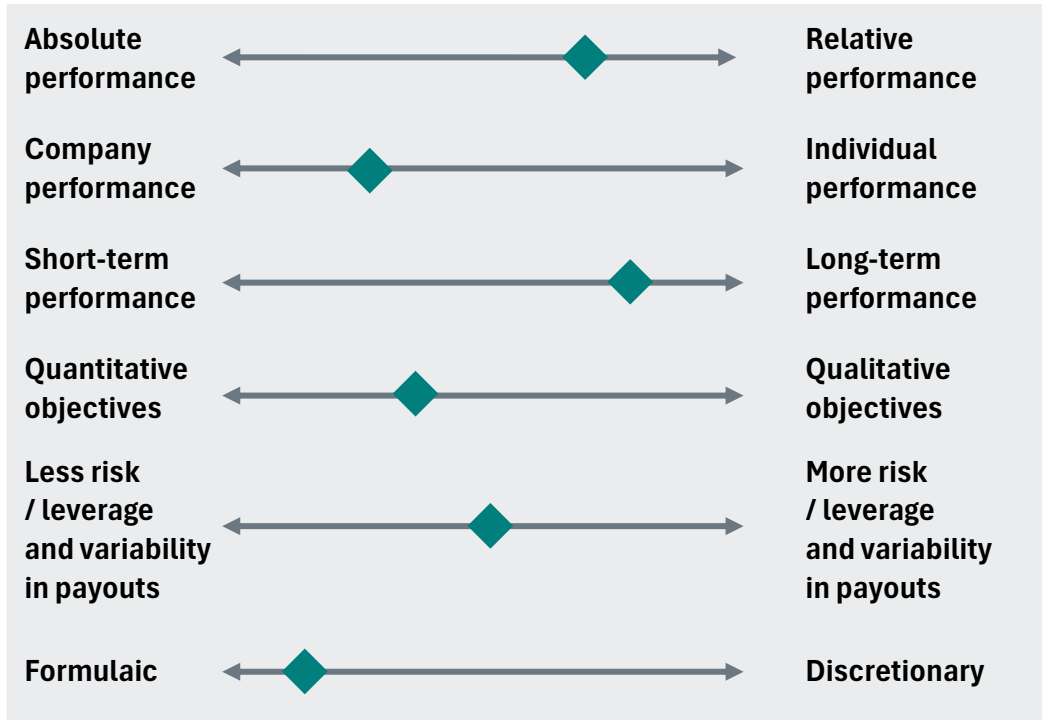 Absolute
performance
Relative
performance
Company
performance
Individual
performance
Short-term
performance
Long-term
performance
Quantitative
objectives
Qualitative
objectives
Less risk
/ leverage
and variability
in payouts
More risk
/ leverage
and variability
in payouts
Formulaic
Discretionary